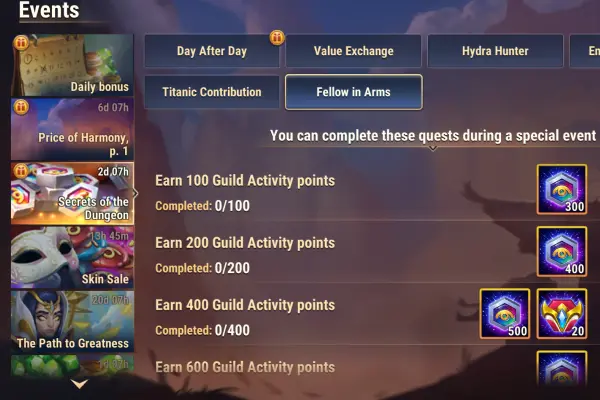 Events
Daily bonus
6d 07h
Price of Harmony,
p. 1
2d 07h
Secrets of the
Dungeon
45m
Skin Sale
20d 07h
The Path to Greatness
Day After Day
Value Exchange
Hydra Hunter
Titanic Contribution
Fellow in Arms
You can complete these quests during a special event
Earn 100 Guild Activity points
Completed: 0/100
300
Earn 200 Guild Activity points
Completed: 0/200
400
Earn 400 Guild Activity points
Completed: 0/400
500
20
Earn 600 Guild Activity points